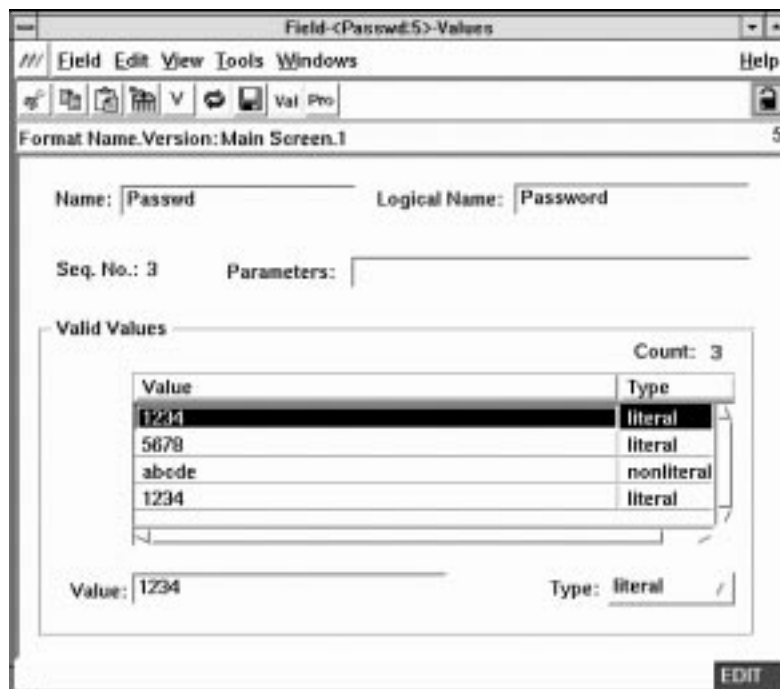 Field-<Passwd:5>-Values
Field Edit View Tools Windows Help
V Val Pro
Format Name.Version: Main Screen.1 5
Name: Passwd Logical Name: Password
Seq. No.: 3 Parameters:
Valid Values
Count: 3
Value Type
1234 literal
5678 literal
abcde nonliteral
1234 literal
Value: 1234 Type: literal
EDIT